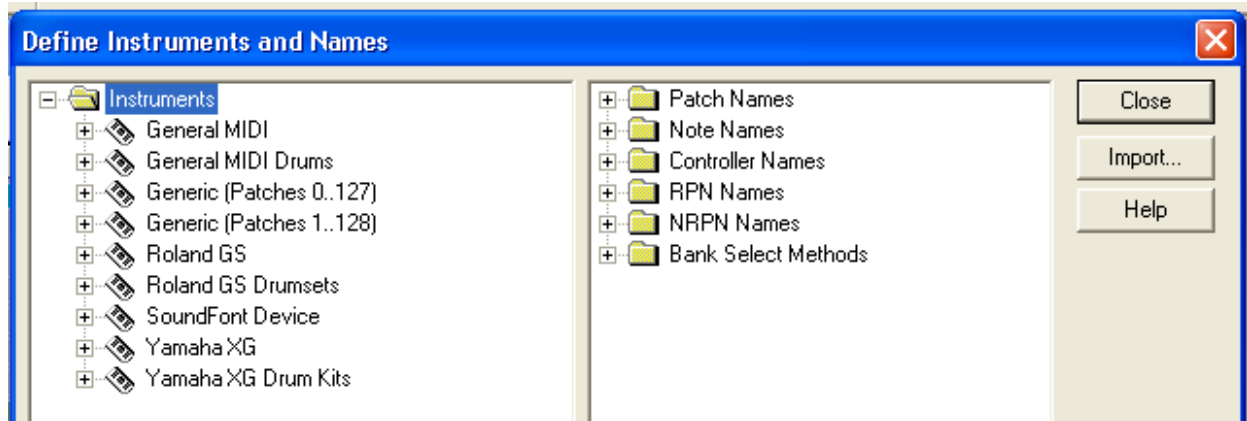 Define Instruments and Names
Instruments
General MIDI
General MIDI Drums
Generic (Patches 0..127)
Generic (Patches 1..128)
Roland GS
Roland GS Drumsets
SoundFont Device
Yamaha XG
Yamaha XG Drum Kits
Patch Names
Note Names
Controller Names
RPN Names
NRPN Names
Bank Select Methods
Close
Import...
Help